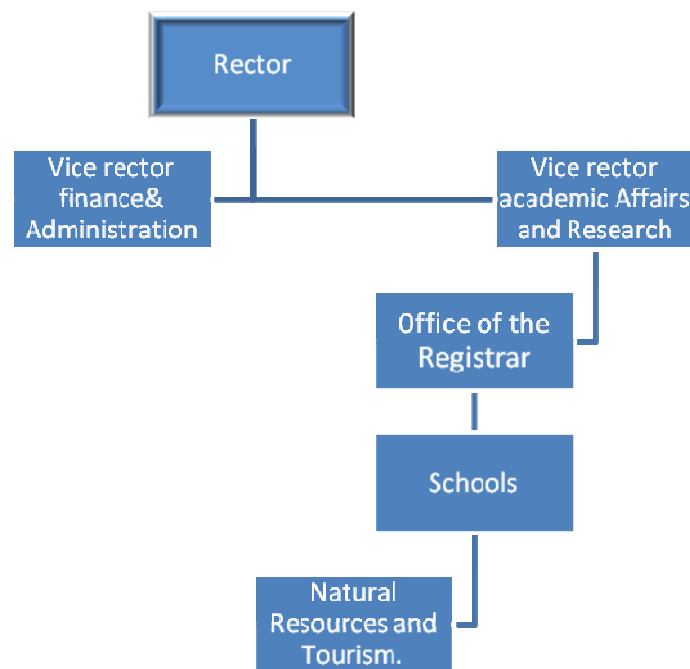 Rector
Vice rector
finance&
Administration
Vice rector
academic Affairs
and Research
Office of the
Registrar
Schools
Natural
Resources and
Tourism.